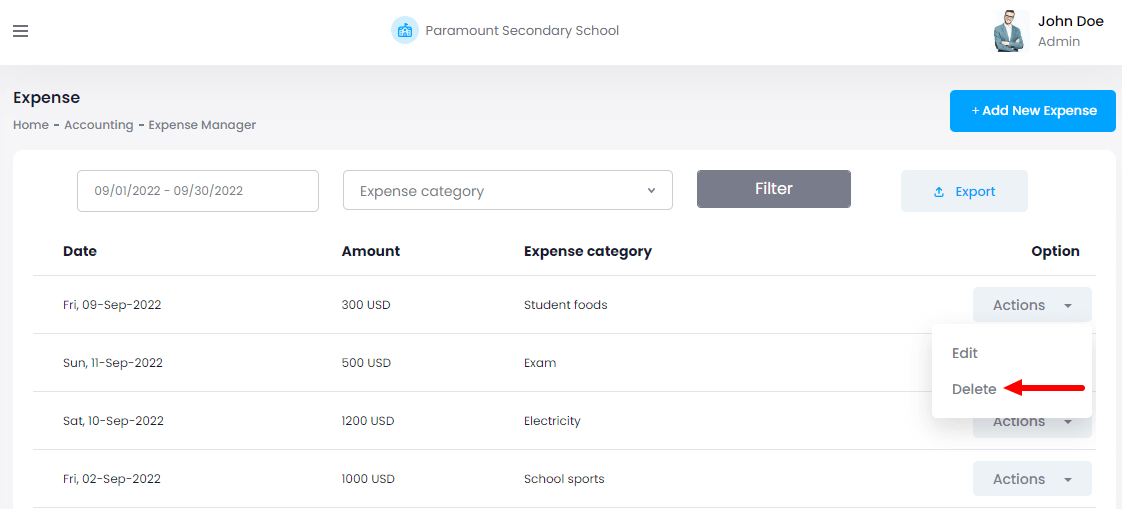 Paramount Secondary School
John Doe
Admin
Expense
Home - Accounting - Expense Manager
+ Add New Expense
09/01/2022 - 09/30/2022
Expense category
Filter
Export
Date Amount Expense category Option
Fri, 09-Sep-2022 300 USD Student foods Actions
Edit
Sun, 11-Sep-2022 500 USD Exam
Delete
Sat, 10-Sep-2022 1200 USD Electricity Actions
Fri, 02-Sep-2022 1000 USD School sports Actions